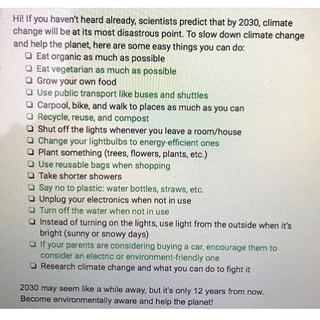 Hi! If you haven't heard already, scientists predict that by 2030, climate
change will be at its most disastrous point. To slow down climate change
and help the planet, here are some easy things you can do:
❏ Eat organic as much as possible
❏ Eat vegetarian as much as possible
❏ Grow your own food
❏ Use public transport like buses and shuttles
❏ Carpool, bike, and walk to places as much as you can
❏ Recycle, reuse, and compost
❏ Shut off the lights whenever you leave a room/house
❏ Change your lightbulbs to energy-efficient ones
❏ Plant something (trees, flowers, plants, etc.)
❏ Use reusable bags when shopping
❏ Take shorter showers
❏ Say no to plastic: water bottles, straws, etc.
❏ Unplug your electronics when not in use
❏ Turn off the water when not in use
❏ Instead of turning on the lights, use light from the outside when it's
bright (sunny or snowy days)
❏ If your parents are considering buying a car, encourage them to
consider an electric or environment-friendly one
❏ Research climate change and what you can do to fight it
2030 may seem like a while away, but it's only 12 years from now.
Become environmentally aware and help the planet!